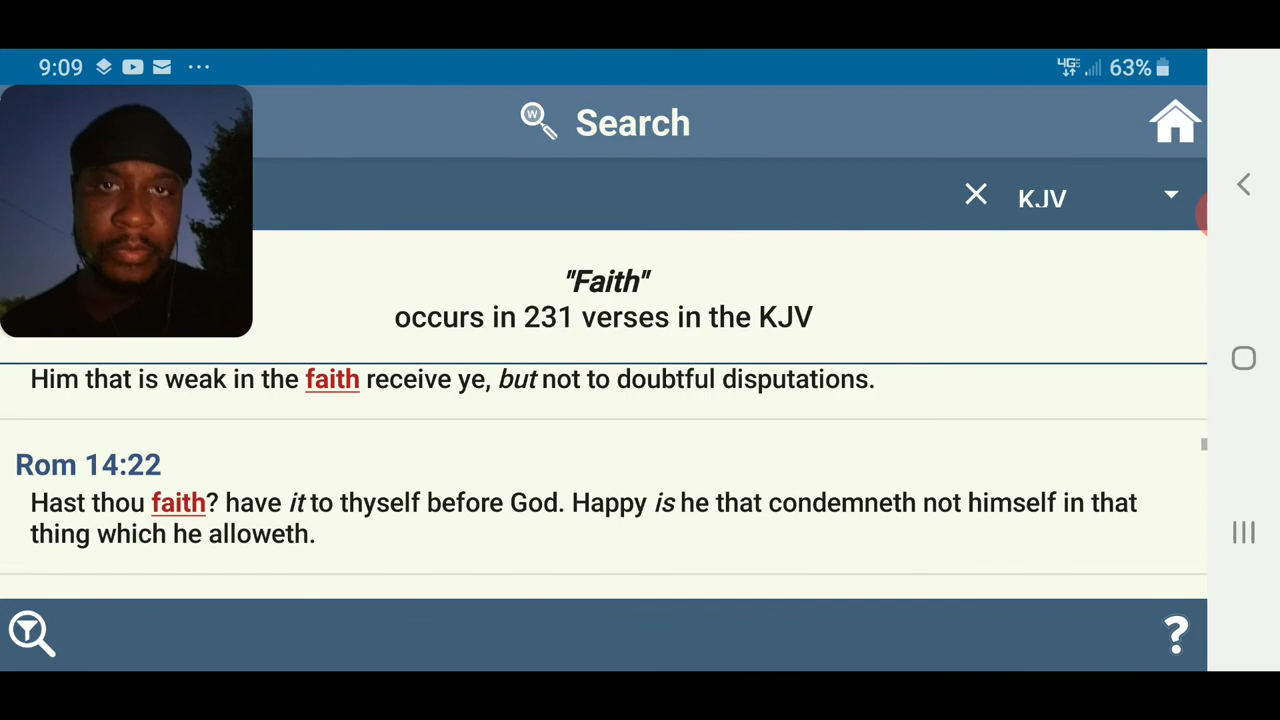 9:09
4G
63%
W
Search
KJV
"Faith"
occurs in 231 verses in the KJV
Him that is weak in the faith receive ye, but not to doubtful disputations.
Rom 14:22
Hast thou faith? have it to thyself before God. Happy is he that condemneth not himself in that
thing which he alloweth.
?